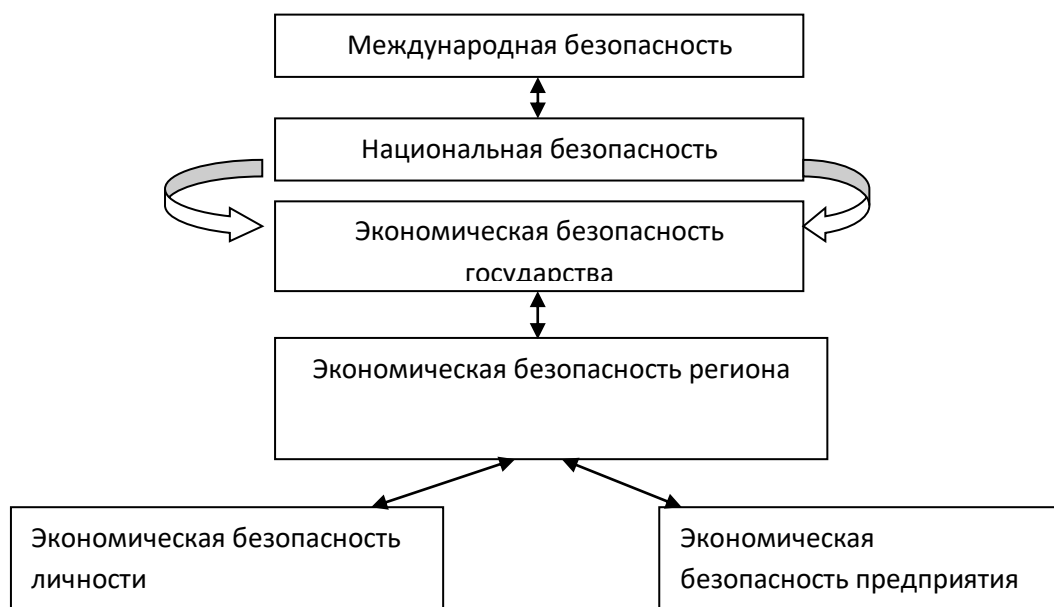 Международная безопасность
Национальная безопасность
Экономическая безопасность
государства
Экономическая безопасность региона
Экономическая безопасность
личности
Экономическая
безопасность предприятия